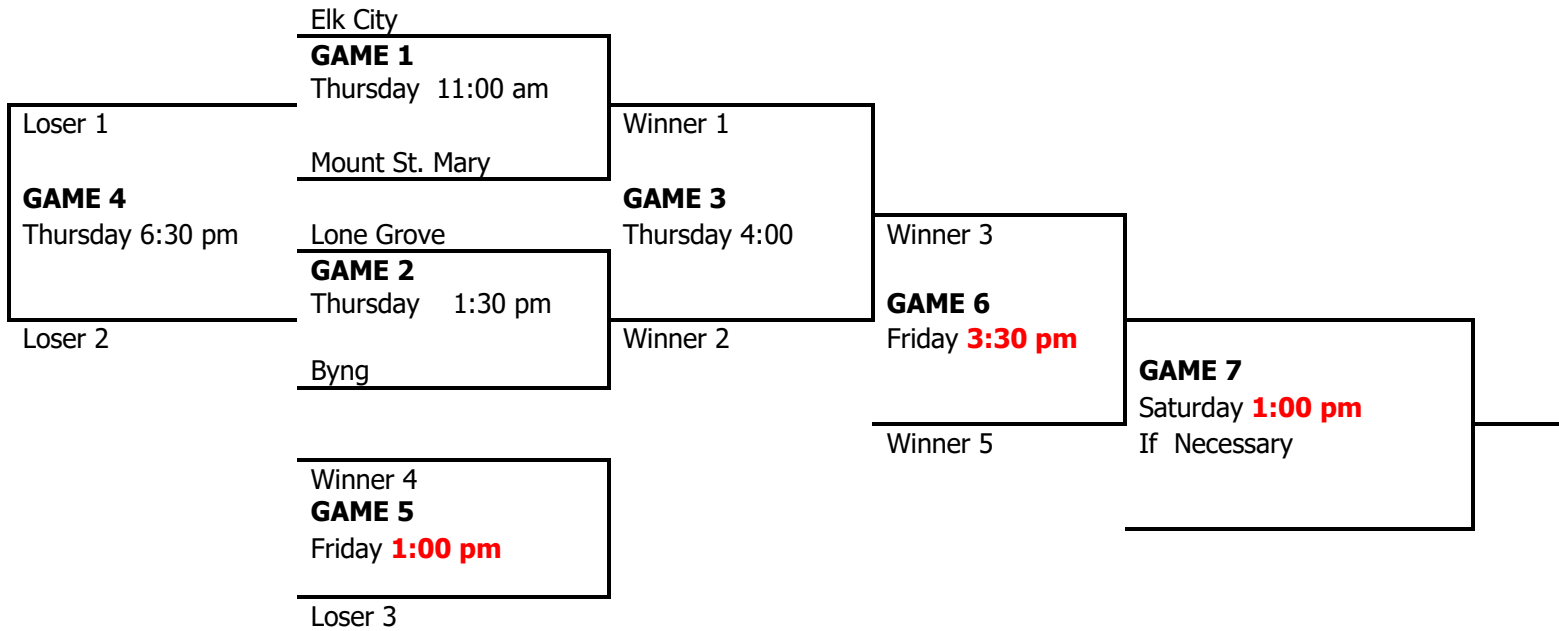 Elk City
GAME 1
Thursday 11:00 am
Loser 1
Winner 1
Mount St. Mary
GAME 4
GAME 3
Thursday 6:30 pm
Lone Grove
Thursday 4:00
Winner 3
GAME 2
Thursday 1:30 pm
GAME 6
Loser 2
Winner 2
Friday 3:30 pm
Byng
GAME 7
Saturday 1:00 pm
Winner 5
If Necessary
Winner 4
GAME 5
Friday 1:00 pm
Loser 3